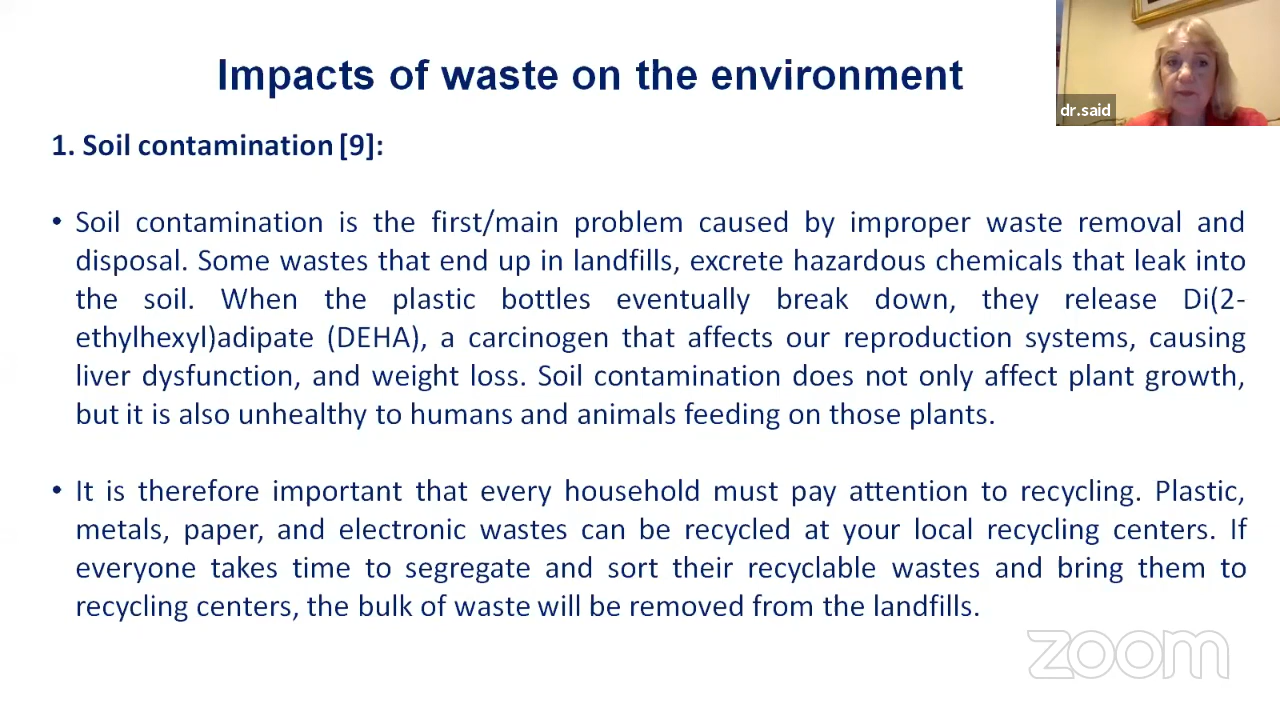 Impacts of waste on the environment
dr.said
1. Soil contamination [9]:
• Soil contamination is the first/main problem caused by improper waste removal and
disposal. Some wastes that end up in landfills, excrete hazardous chemicals that leak into
the soil. When the plastic bottles eventually break down, they release Di(2-
ethylhexyl)adipate (DEHA), a carcinogen that affects our reproduction systems, causing
liver dysfunction, and weight loss. Soil contamination does not only affect plant growth,
but it is also unhealthy to humans and animals feeding on those plants.
• It is therefore important that every household must pay attention to recycling. Plastic,
metals, paper, and electronic wastes can be recycled at your local recycling centers. If
everyone takes time to segregate and sort their recyclable wastes and bring them to
recycling centers, the bulk of waste will be removed from the landfills.
zoom